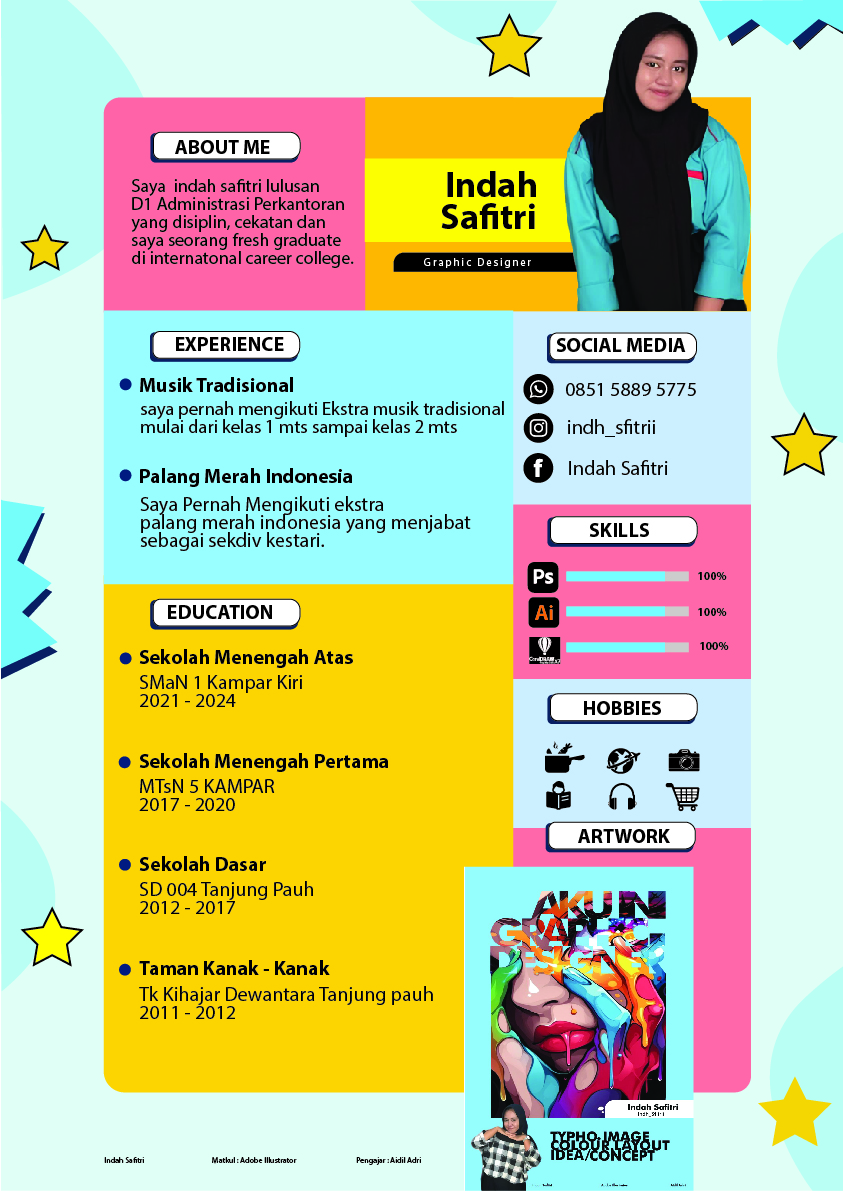 ABOUT ME
Saya indah safitri lulusan
D1 Administrasi Perkantoran
yang disiplin, cekatan dan
saya seorang fresh graduate
di internatonal career college.
Indah
Safitri
Graphic Designer
EXPERIENCE
Musik Tradisional
saya pernah mengikuti Ekstra musik tradisional
mulai dari kelas 1 mts sampai kelas 2 mts
Palang Merah Indonesia
Saya Pernah Mengikuti ekstra
palang merah indonesia yang menjabat
sebagai sekdiv kestari.
SOCIAL MEDIA
0851 5889 5775
indh_sfitrii
Indah Safitri
SKILLS
Ps
100%
Ai
100%
CorelDRAW
100%
EDUCATION
Sekolah Menengah Atas
SMaN 1 Kampar Kiri
2021 - 2024
Sekolah Menengah Pertama
MTsN 5 KAMPAR
2017 - 2020
Sekolah Dasar
SD 004 Tanjung Pauh
2012 - 2017
Taman Kanak - Kanak
Tk Kihajar Dewantara Tanjung pauh
2011 - 2012
HOBBIES
ARTWORK
AKU IN
GRAPHIC
DESIGNER
Indah Safitri
TYPHO, IMAGE
COLOUR LAYOUT
IDEA/CONCEPT
Indah Safitri
Matkul : Adobe Illustrator
Pengajar : Aidil Adri